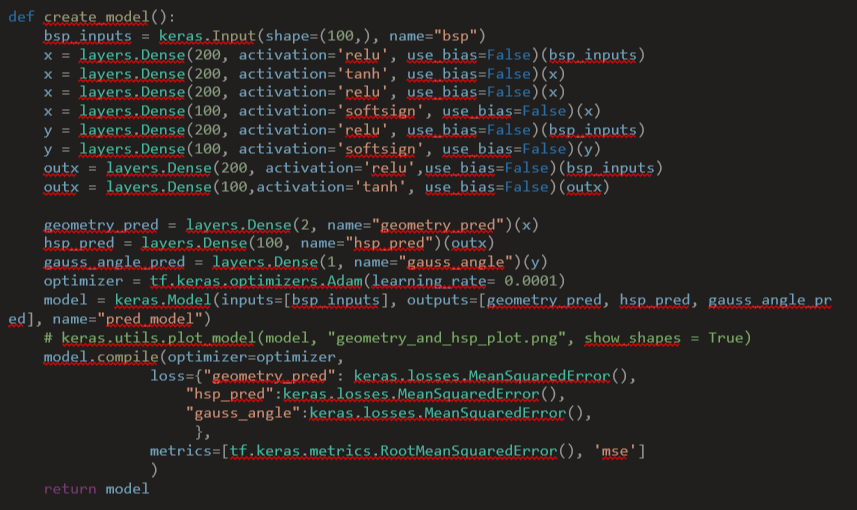 def create_model():
    bsp_inputs = keras.Input(shape=(100,), name="bsp")
    x = layers.Dense(200, activation='relu', use_bias=False)(bsp_inputs)
    x = layers.Dense(200, activation='tanh', use_bias=False)(x)
    x = layers.Dense(200, activation='relu', use_bias=False)(x)
    x = layers.Dense(100, activation='softsign', use_bias=False)(x)
    y = layers.Dense(200, activation='relu', use_bias=False)(bsp_inputs)
    y = layers.Dense(100, activation='softsign', use_bias=False)(y)
    outx = layers.Dense(200, activation='relu',use_bias=False)(bsp_inputs)
    outx = layers.Dense(100,activation='tanh', use_bias=False)(outx)

    geometry_pred = layers.Dense(2, name="geometry_pred")(x)
    hsp_pred = layers.Dense(100, name="hsp_pred")(outx)
    gauss_angle_pred = layers.Dense(1, name="gauss_angle")(y)
    optimizer = tf.keras.optimizers.Adam(learning_rate= 0.0001)
    model = keras.Model(inputs=[bsp_inputs], outputs=[geometry_pred, hsp_pred, gauss_angle_pr
ed], name="pred_model")
    # keras.utils.plot_model(model, "geometry_and_hsp_plot.png", show_shapes = True)
    model.compile(optimizer=optimizer,
                loss={"geometry_pred": keras.losses.MeanSquaredError(),
                    "hsp_pred":keras.losses.MeanSquaredError(),
                    "gauss_angle":keras.losses.MeanSquaredError(),
                     },
                metrics=[tf.keras.metrics.RootMeanSquaredError(), 'mse']
                )
    return model